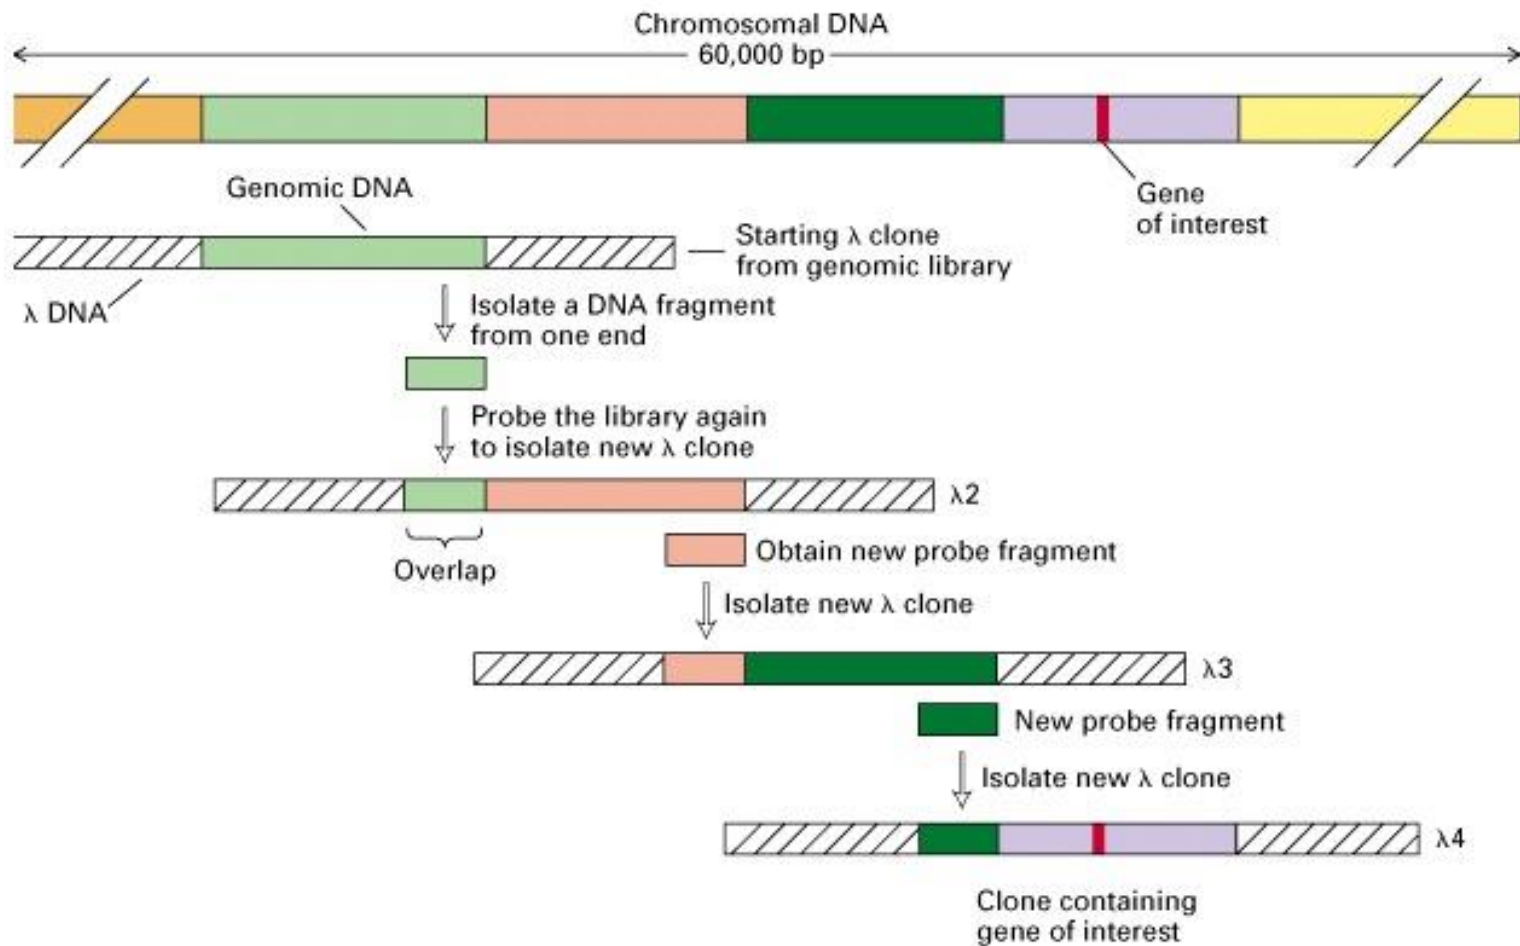 Chromosomal DNA
60,000 bp
Gene
of interest
Genomic DNA
Starting λ clone
from genomic library
λ DNA
Isolate a DNA fragment
from one end
Probe the library again
to isolate new λ clone
λ2
Overlap
Obtain new probe fragment
Isolate new λ clone
λ3
New probe fragment
Isolate new λ clone
λ4
Clone containing
gene of interest